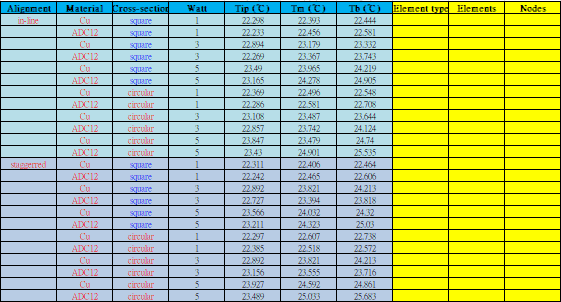 Alignment Material Cross-section Watt Tip (℃) Tm (℃) Tb (℃) Element type Elements Nodes
in-line Cu square 1 22.298 22.393 22.444
ADC12 square 1 22.233 22.456 22.581
Cu square 3 22.894 23.179 23.332
ADC12 square 3 22.269 23.367 23.743
Cu square 5 23.49 23.965 24.219
ADC12 square 5 23.165 24.278 24.905
Cu circular 1 22.369 22.496 22.548
ADC12 circular 1 22.286 22.581 22.708
Cu circular 3 23.108 23.487 23.644
ADC12 circular 3 22.857 23.742 24.124
Cu circular 5 23.847 23.479 24.74
ADC12 circular 5 23.43 24.901 25.535
staggerred Cu square 1 22.311 22.406 22.464
ADC12 square 1 22.242 22.465 22.606
Cu square 3 22.892 23.821 24.213
ADC12 square 3 22.727 23.394 23.818
Cu square 5 23.566 24.032 24.32
ADC12 square 5 23.211 24.323 25.03
Cu circular 1 22.297 22.607 22.738
ADC12 circular 1 22.385 22.518 22.572
Cu circular 3 22.892 23.821 24.213
ADC12 circular 3 23.156 23.555 23.716
Cu circular 5 23.927 24.592 24.861
ADC12 circular 5 23.489 25.033 25.683